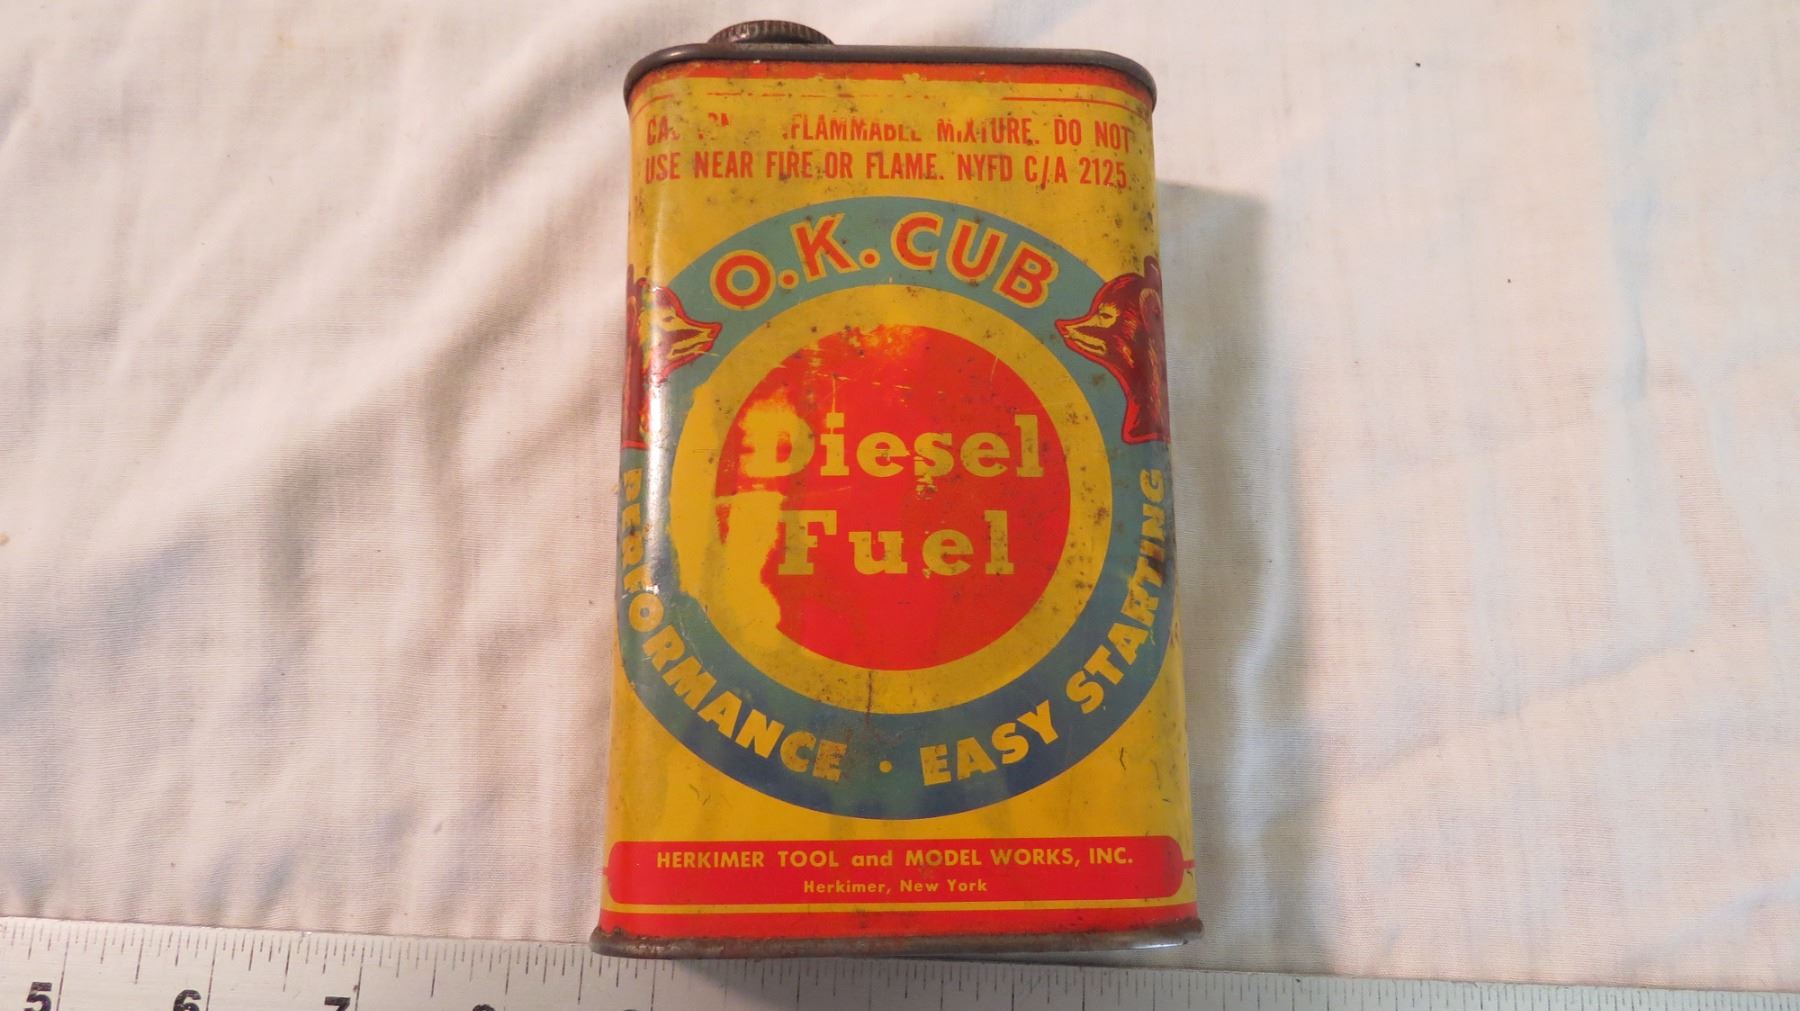 FLAMMABLE MIXTURE. DO NOT
USE NEAR FIRE OR FLAME. NYFD C/A 2125.
O.K. CUB
Diesel
Fuel
PERFORMANCE • EASY STARTING
HERKIMER TOOL and MODEL WORKS, INC.
Herkimer, New York
5 6 7